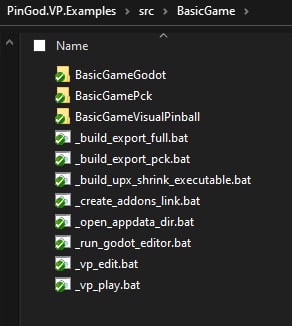 PinGod.VP.Examples > src > BasicGame >
Name
BasicGameGodot
BasicGamePck
BasicGameVisualPinball
_build_export_full.bat
_build_export_pck.bat
_build_upx_shrink_executable.bat
_create_addons_link.bat
_open_appdata_dir.bat
_run_godot_editor.bat
_vp_edit.bat
_vp_play.bat